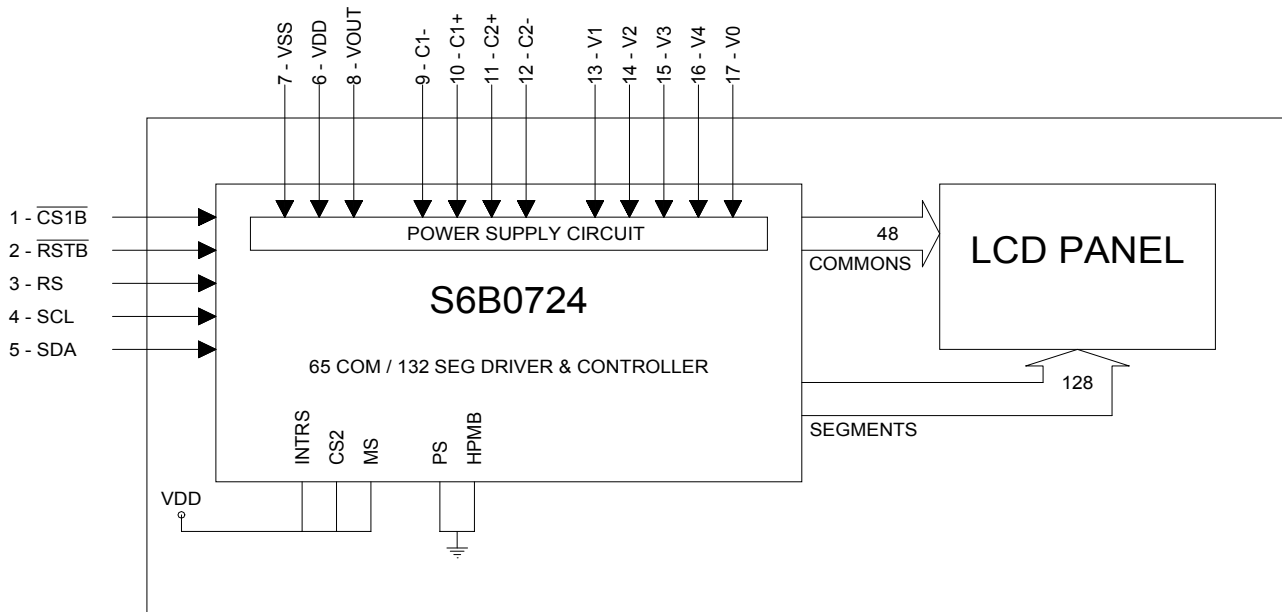 7 - VSS
6 - VDD
8 - VOUT
9 - C1-
10 - C1+
11 - C2+
12 - C2-
13 - V1
14 - V2
15 - V3
16 - V4
17 - V0
1 - CS1B
2 - RSTB
3 - RS
4 - SCL
5 - SDA
POWER SUPPLY CIRCUIT
S6B0724
65 COM / 132 SEG DRIVER & CONTROLLER
INTRS
CS2
MS
PS
HPMB
VDD
48
COMMONS
LCD PANEL
128
SEGMENTS